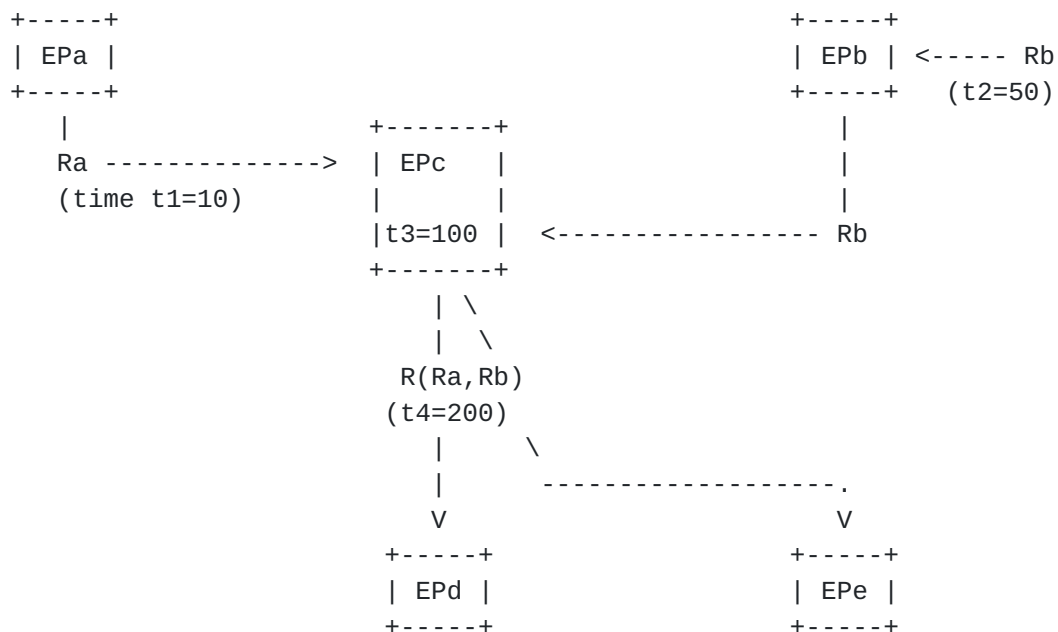 +-----+ +-----+
| EPa | | EPb | <----- Rb
+-----+ +-----+ (t2=50)
| +-------+ |
Ra --------------> | EPc | |
(time t1=10) | | |
|t3=100 | <----------------- Rb
+-------+
| \
| \
R(Ra,Rb)
(t4=200)
| \
| -------------------.
V V
+-----+ +-----+
| EPd | | EPe |
+-----+ +-----+